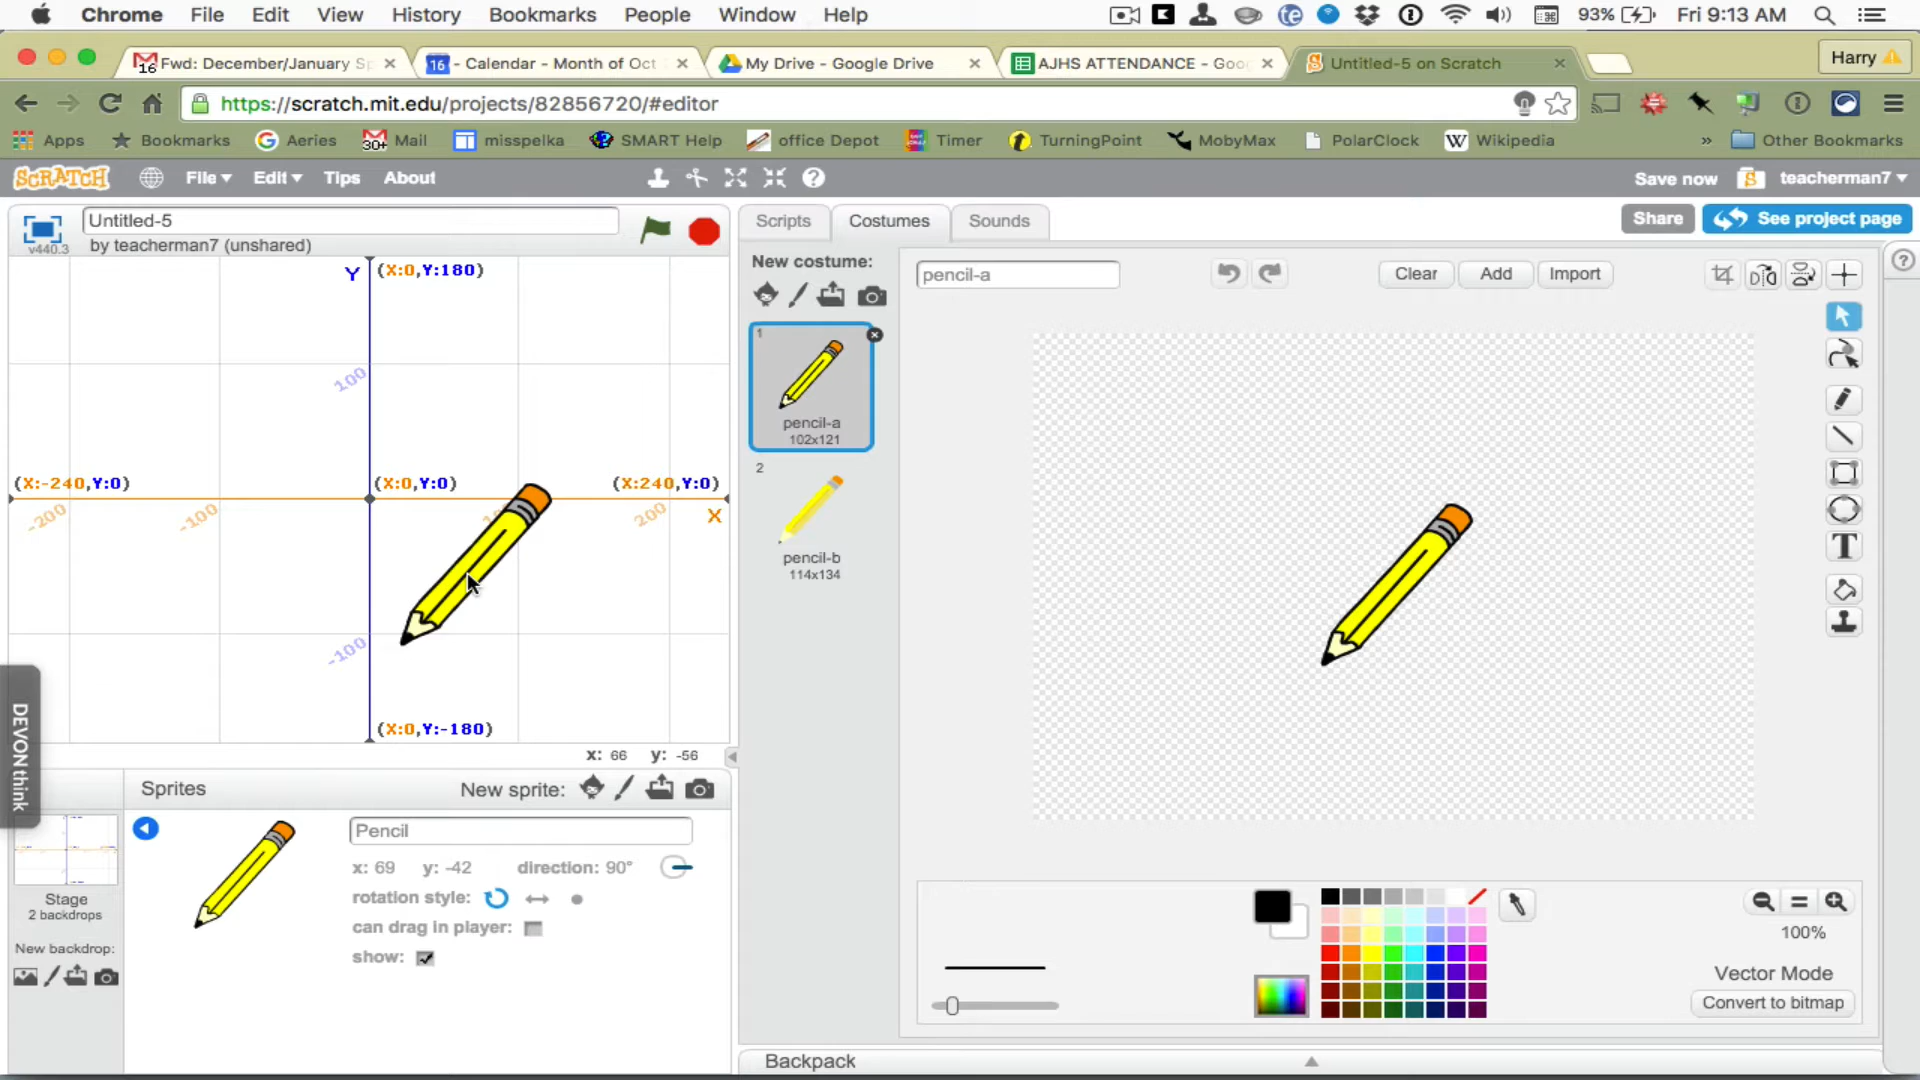 Chrome File Edit View History Bookmarks People Window Help 93% Fri 9:13 AM
16 Fwd: December/January Sp
16 - Calendar - Month of Oct
My Drive - Google Drive
AJHS ATTENDANCE - Goo
Untitled-5 on Scratch
Harry
https://scratch.mit.edu/projects/82856720/#editor
Apps Bookmarks Aeries 30+ Mail misspelka SMART Help office Depot Timer TurningPoint MobyMax PolarClock Wikipedia » Other Bookmarks
SCRATCH File Edit Tips About Save now teacherman7
v440.3
Untitled-5
by teacherman7 (unshared)
Scripts Costumes Sounds
Share See project page
Y (X:0,Y:180)
100
(X:-240,Y:0) (X:0,Y:0) (X:240,Y:0)
-200 -100 200 X
-100
(X:0,Y:-180)
x: 66 y: -56
New costume:
1
pencil-a
102x121
2
pencil-b
114x134
pencil-a
Clear Add Import
T
DEVONthink
Sprites New sprite:
Stage
2 backdrops
New backdrop:
Pencil
x: 69 y: -42 direction: 90°
rotation style:
can drag in player:
show:
100%
Vector Mode
Convert to bitmap
Backpack